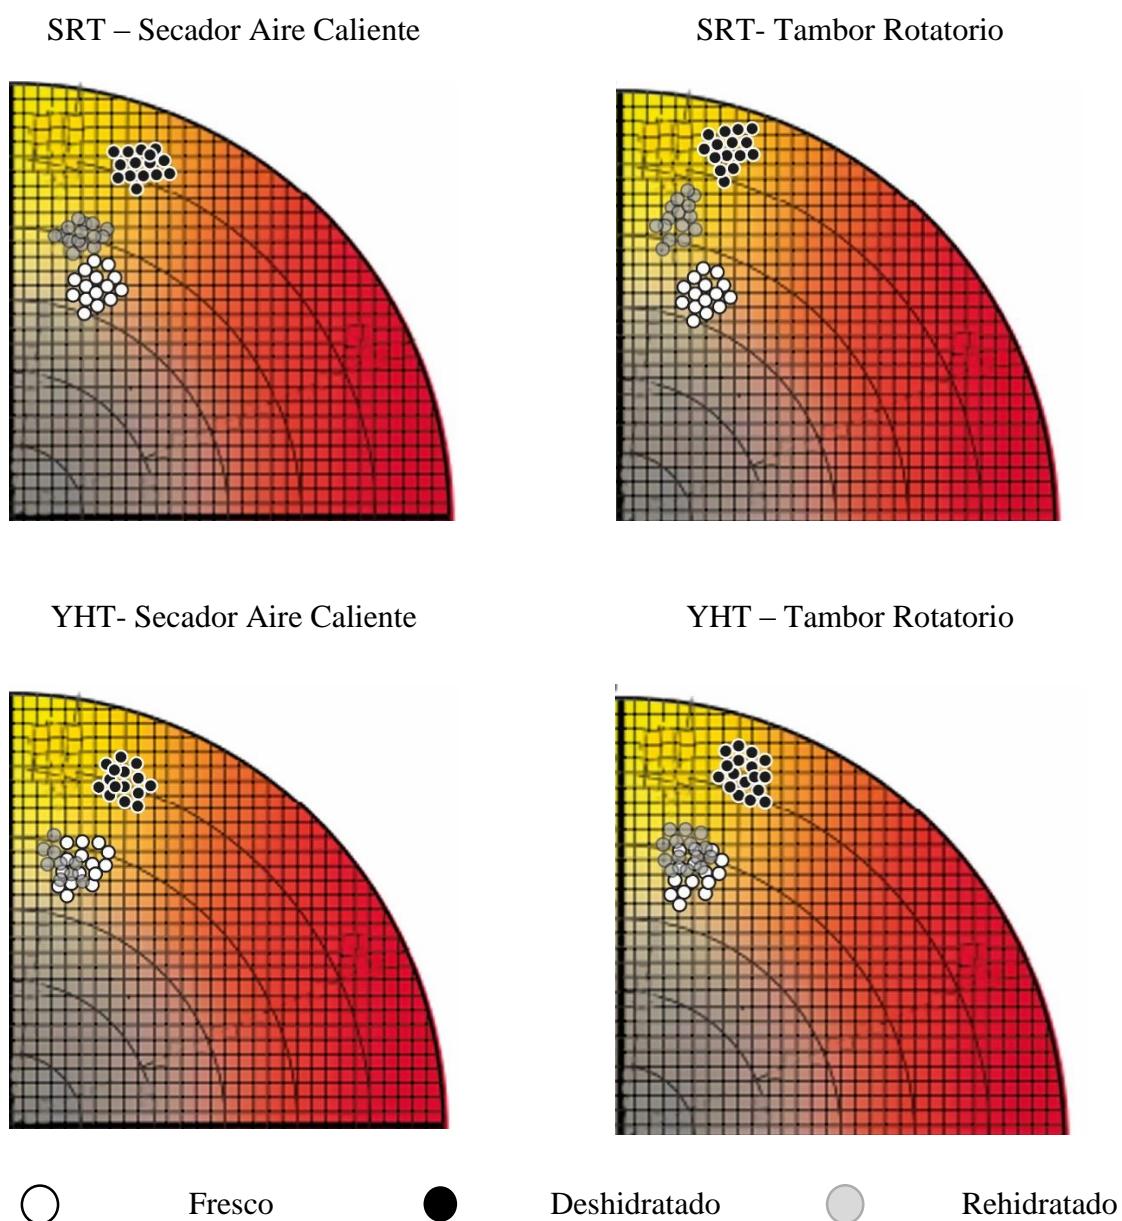 SRT – Secador Aire Caliente
SRT- Tambor Rotatorio
YHT- Secador Aire Caliente
YHT – Tambor Rotatorio
Fresco
Deshidratado
Rehidratado